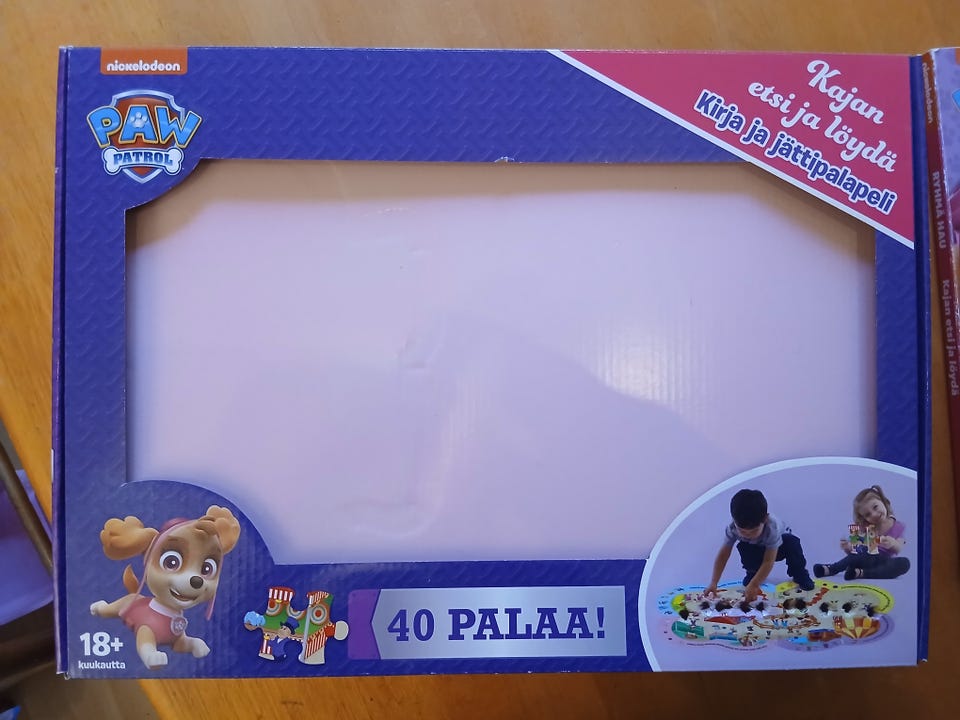 nickelodeon
PAW
PATROL
Kajan
etsi ja löydä
Kirja ja jättipalapeli
40 PALAA!
18+
kuukautta
nickelodeon
RYHMÄ HAU Kajan etsi ja löydä